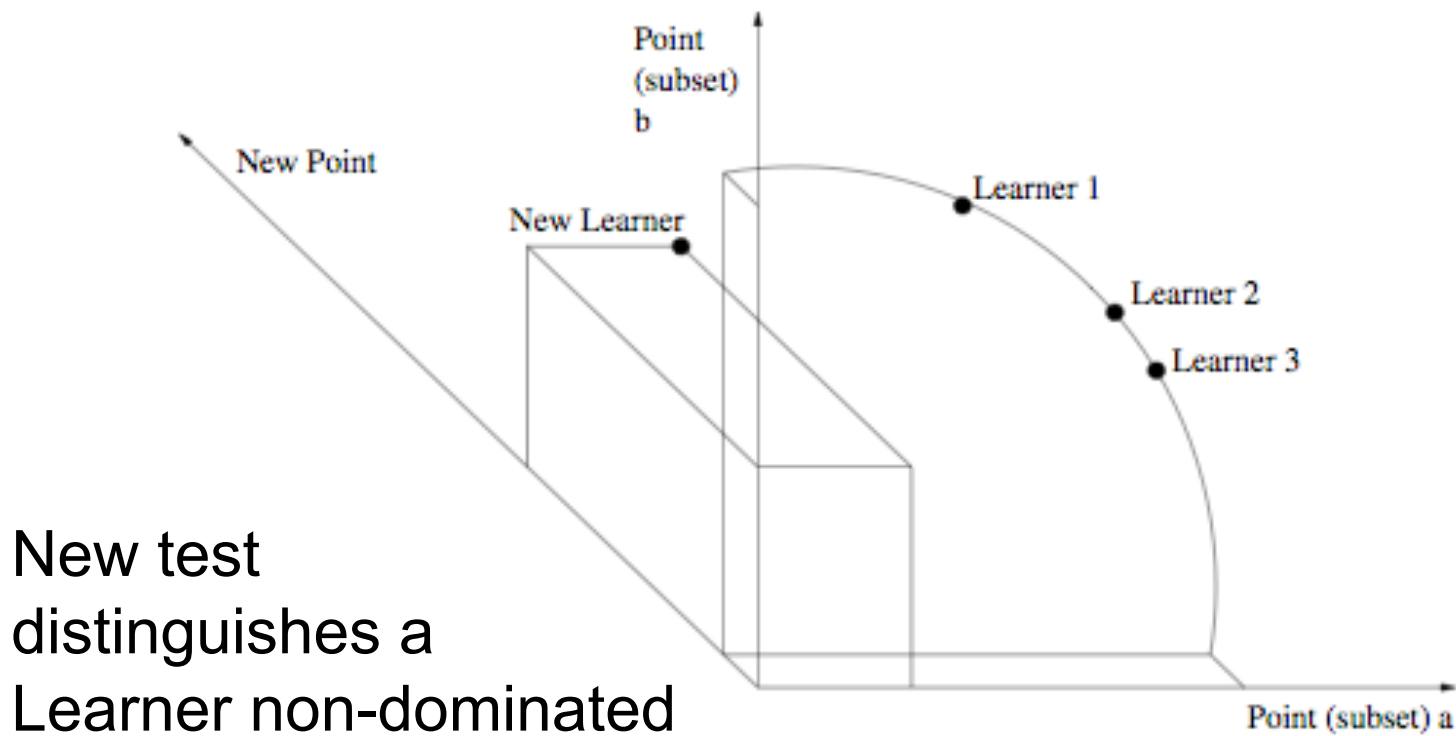 Point
(subset)
b
New Point
New Learner
Learner 1
Learner 2
Learner 3
New test
distinguishes a
Learner non-dominated
Point (subset) a